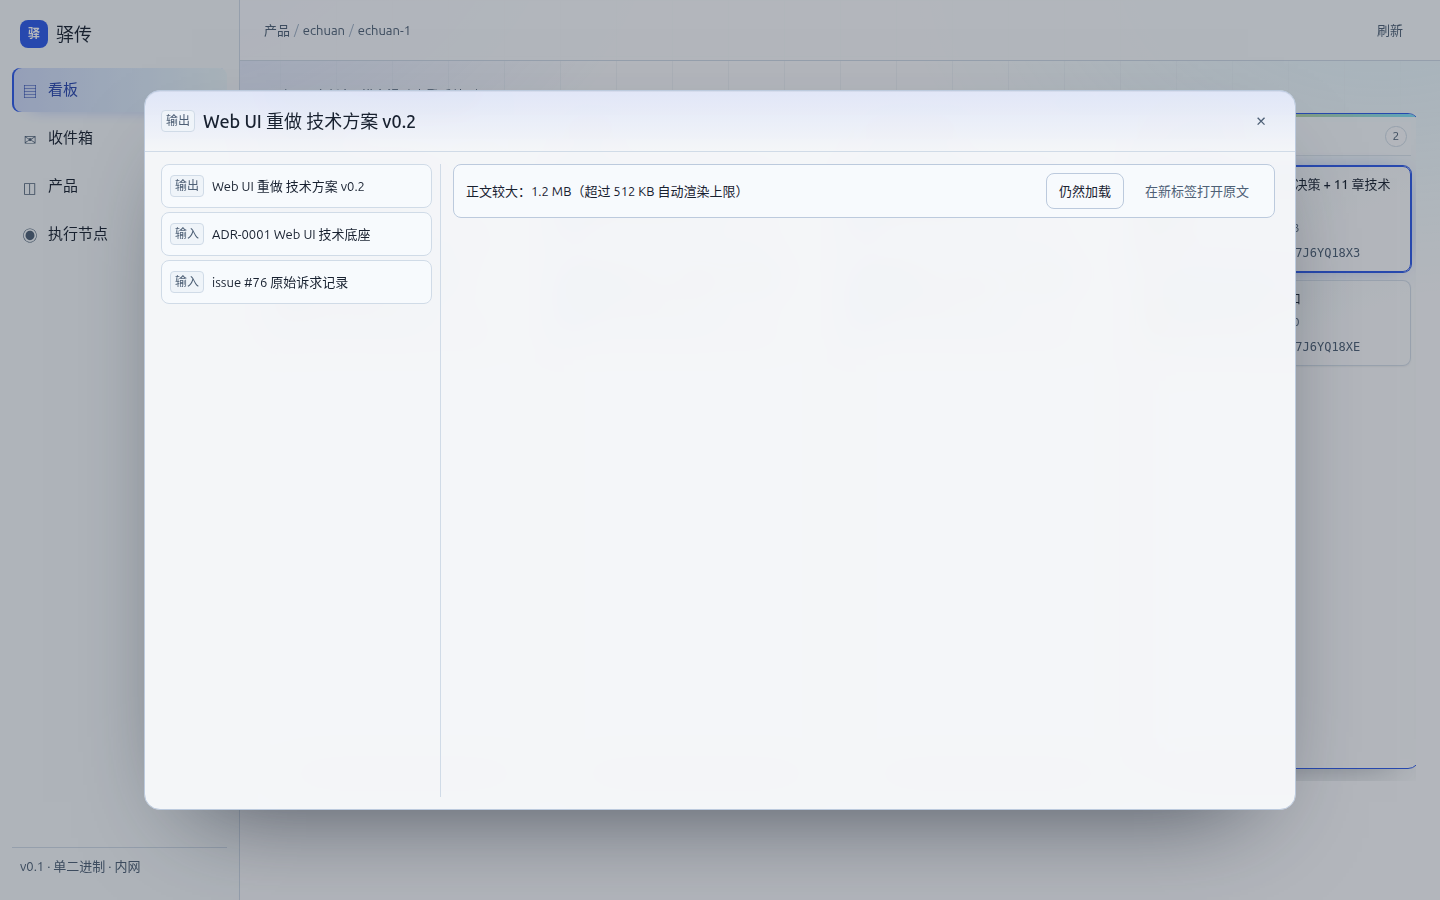 驿 驿传
看板
收件箱
产品
执行节点
v0.1 · 单二进制 · 内网
产品 / echuan / echuan-1
刷新
输出 Web UI 重做 技术方案 v0.2
×
输出 Web UI 重做 技术方案 v0.2
输入 ADR-0001 Web UI 技术底座
输入 issue #76 原始诉求记录
正文较大：1.2 MB（超过 512 KB 自动渲染上限）
仍然加载
在新标签打开原文
2
决策 + 11 章技术
7J6YQ18X3
7J6YQ18XE